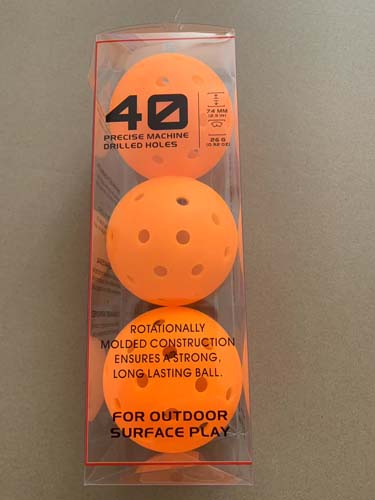 40
PRECISE MACHINE
DRILLED HOLES
74 MM
26 G
ROTATIONALLY
MOLDED CONSTRUCTION
ENSURES A STRONG,
LONG LASTING BALL.
FOR OUTDOOR
SURFACE PLAY